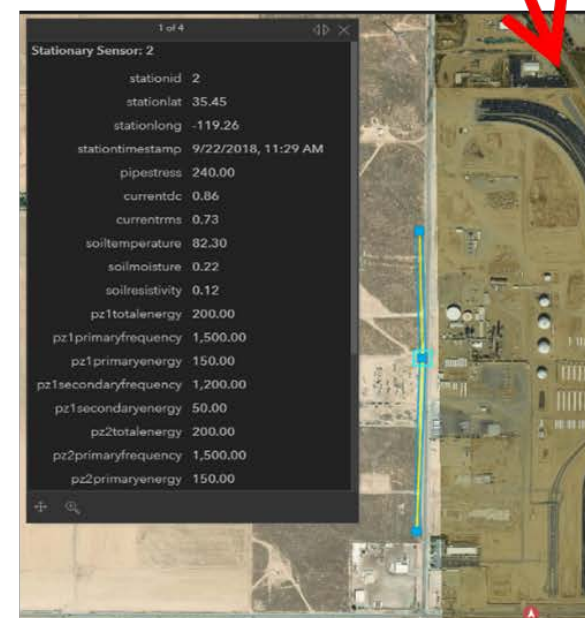 1 of 4
Stationary Sensor: 2
stationid 2
stationlat 35.45
stationlong -119.26
stationtimestamp 9/22/2018, 11:29 AM
pipestress 240.00
currentdc 0.86
currentrms 0.73
soiltemperature 82.30
soilmoisture 0.22
soilresistivity 0.12
pz1totalenergy 200.00
pz1primaryfrequency 1,500.00
pz1primaryenergy 150.00
pz1secondaryfrequency 1,200.00
pz1secondaryenergy 50.00
pz2totalenergy 200.00
pz2primaryfrequency 1,500.00
pz2primaryenergy 150.00